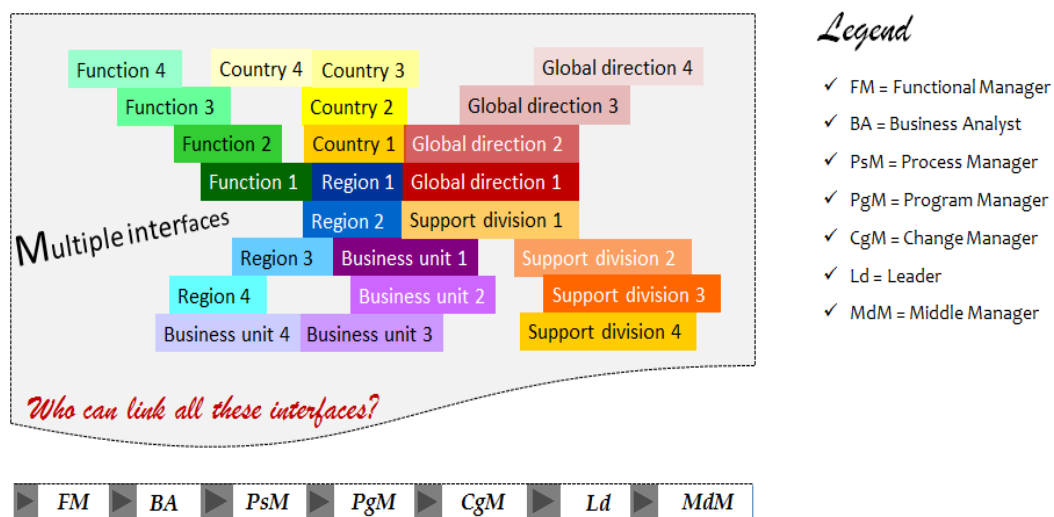 Function 4
Country 4
Country 3
Global direction 4
Function 3
Country 2
Global direction 3
Function 2
Country 1
Global direction 2
Function 1
Region 1
Global direction 1
Multiple interfaces
Region 2
Support division 1
Region 3
Business unit 1
Support division 2
Region 4
Business unit 2
Support division 3
Business unit 4
Business unit 3
Support division 4
Who can link all these interfaces?
FM
BA
PsM
PgM
CgM
Ld
MdM
Legend
✓ FM = Functional Manager
✓ BA = Business Analyst
✓ PsM = Process Manager
✓ PgM = Program Manager
✓ CgM = Change Manager
✓ Ld = Leader
✓ MdM = Middle Manager